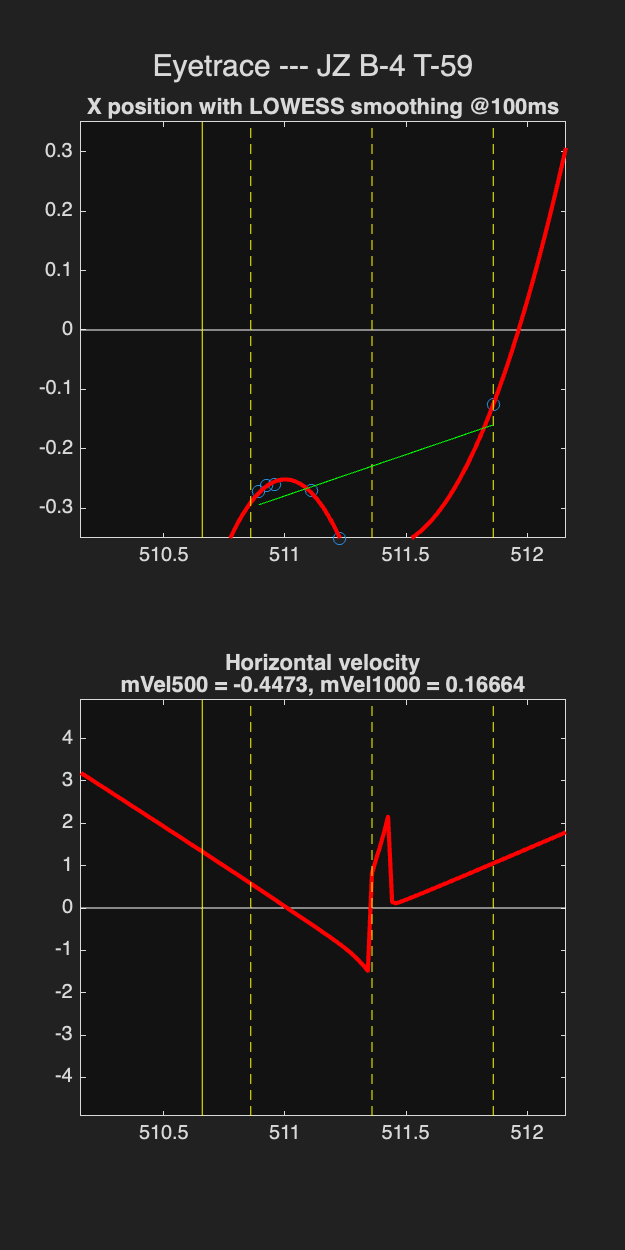 Eyetrace --- JZ B-4 T-59
X position with LOWESS smoothing @100ms
0.3
0.2
0.1
0
-0.1
-0.2
-0.3
510.5 511 511.5 512
Horizontal velocity
mVel500 = -0.4473, mVel1000 = 0.16664
4
3
2
1
0
-1
-2
-3
-4
510.5 511 511.5 512